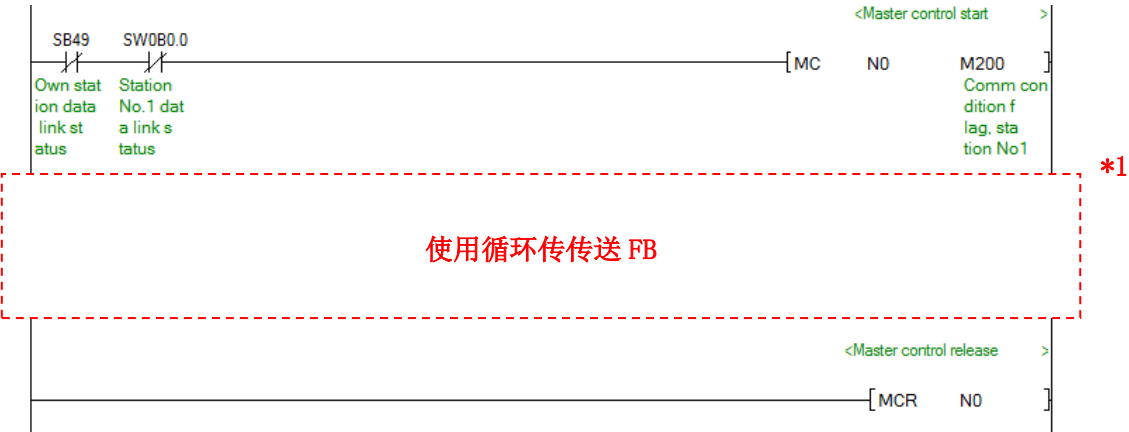 <Master control start >
SB49 SW0B0.0
MC N0 M200
Own stat Station Comm con
ion data No.1 dat dition f
link st a link s lag, sta
atus tatus tion No1
*1
使用循环传传送 FB
<Master control release >
MCR N0